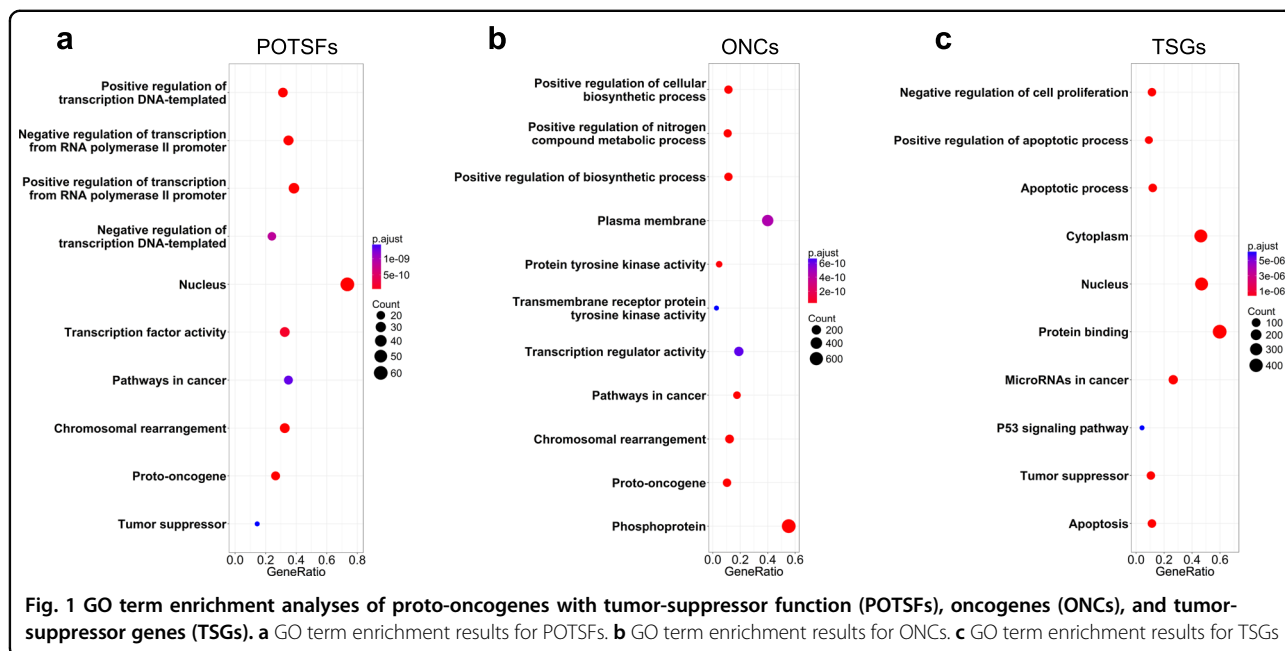 a
POTSFs
Positive regulation of
transcription DNA-templated
Negative regulation of transcription
from RNA polymerase II promoter
Positive regulation of transcription
from RNA polymerase II promoter
Negative regulation of
transcription DNA-templated
Nucleus
Transcription factor activity
Pathways in cancer
Chromosomal rearrangement
Proto-oncogene
Tumor suppressor
0.0 0.2 0.4 0.6 0.8
GeneRatio
p.ajust
1e-09
5e-10
Count
20
30
40
50
60
b
ONCs
Positive regulation of cellular
biosynthetic process
Positive regulation of nitrogen
compound metabolic process
Positive regulation of biosynthetic process
Plasma membrane
Protein tyrosine kinase activity
Transmembrane receptor protein
tyrosine kinase activity
Transcription regulator activity
Pathways in cancer
Chromosomal rearrangement
Proto-oncogene
Phosphoprotein
0.0 0.2 0.4 0.6
GeneRatio
p.ajust
6e-10
4e-10
2e-10
Count
200
400
600
c
TSGs
Negative regulation of cell proliferation
Positive regulation of apoptotic process
Apoptotic process
Cytoplasm
Nucleus
Protein binding
MicroRNAs in cancer
P53 signaling pathway
Tumor suppressor
Apoptosis
0.0 0.2 0.4 0.6
GeneRatio
p.ajust
5e-06
3e-06
1e-06
Count
100
200
300
400
Fig. 1 GO term enrichment analyses of proto-oncogenes with tumor-suppressor function (POTSFs), oncogenes (ONCs), and tumor-
suppressor genes (TSGs). a GO term enrichment results for POTSFs. b GO term enrichment results for ONCs. c GO term enrichment results for TSGs